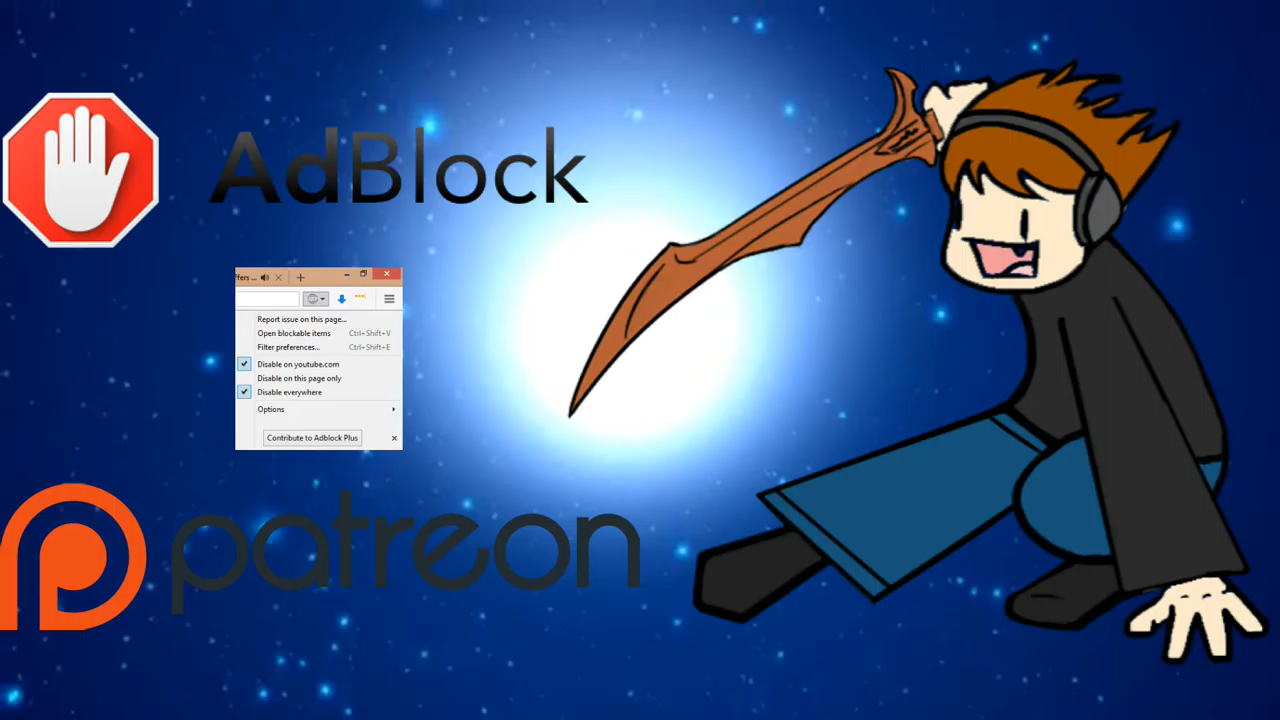 AdBlock
ffers ...
Report issue on this page...
Open blockable items Ctrl+Shift+V
Filter preferences... Ctrl+Shift+E
Disable on youtube.com
Disable on this page only
Disable everywhere
Options
Contribute to Adblock Plus
patreon